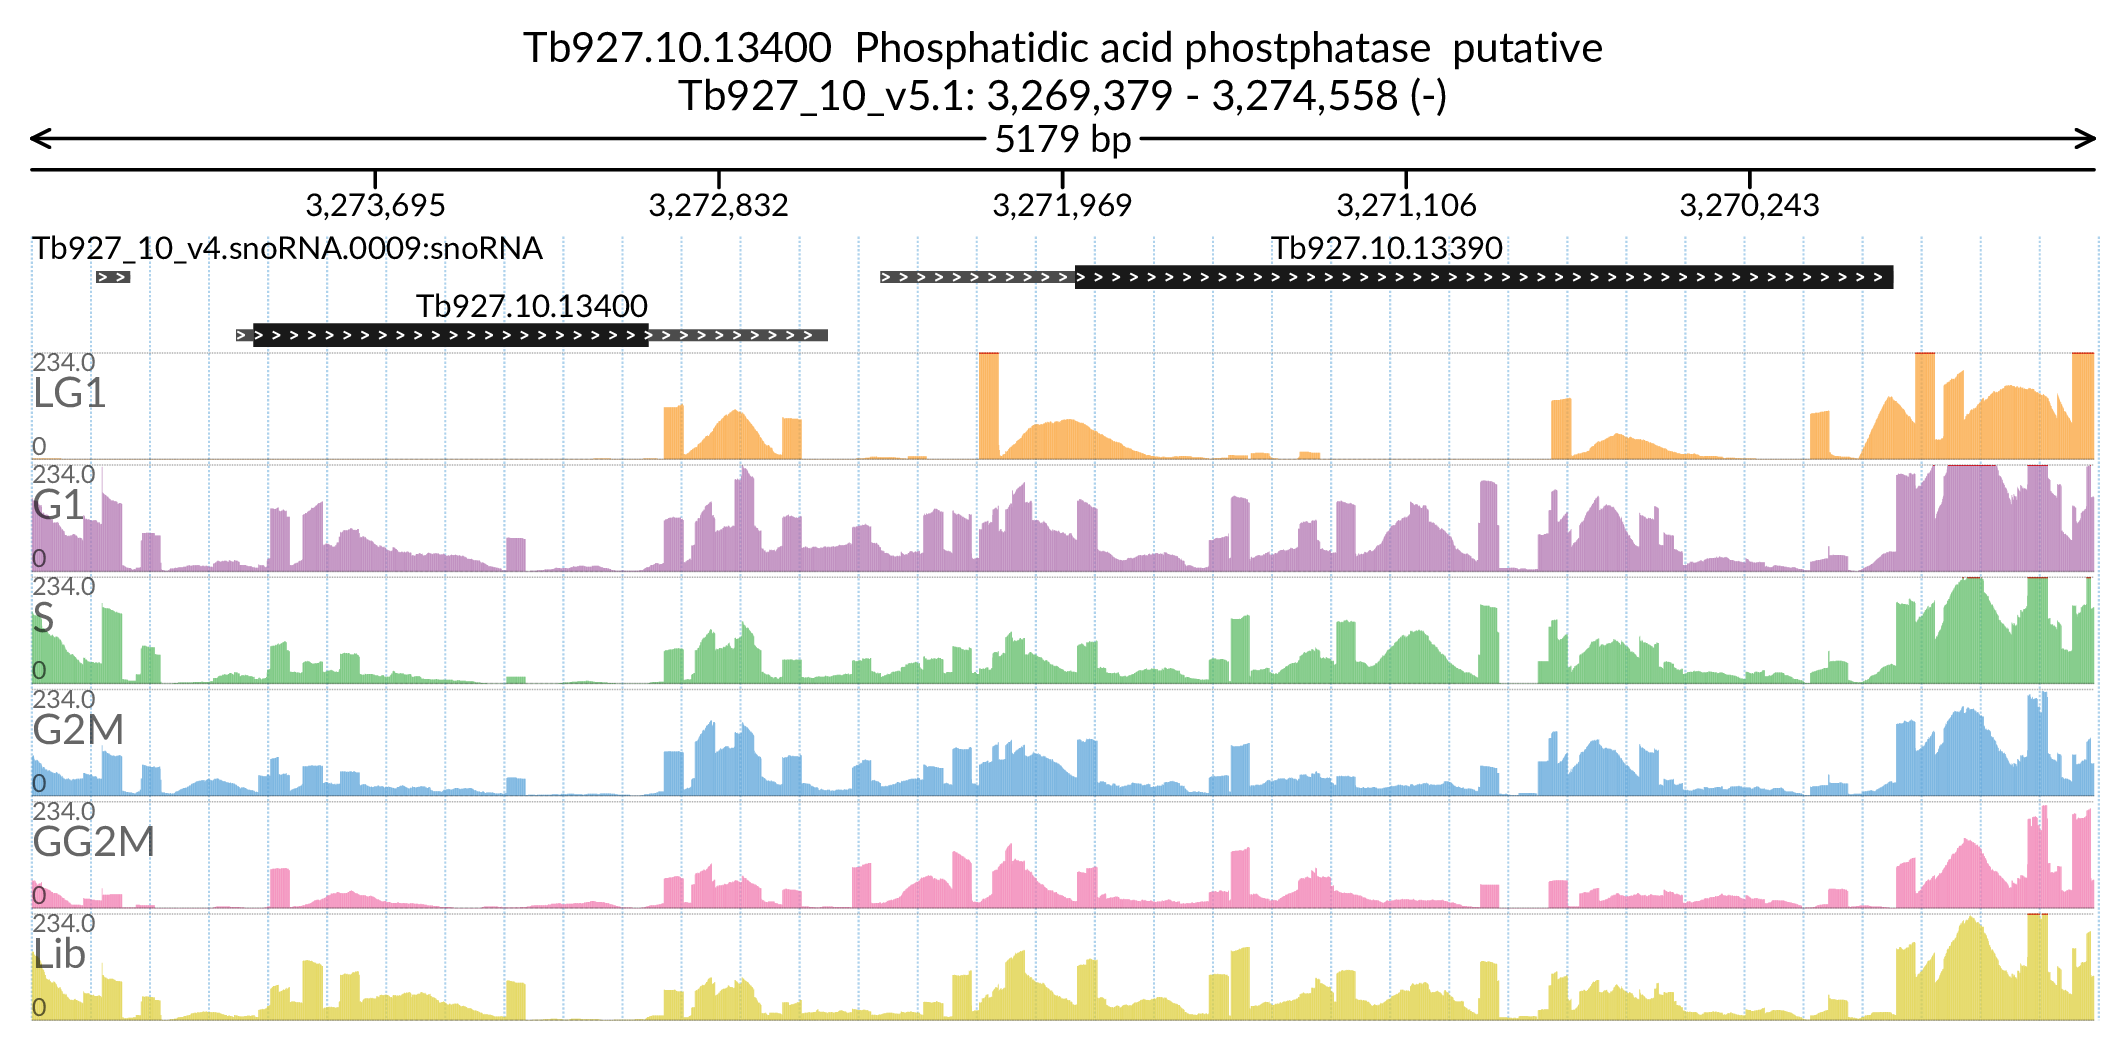 Tb927.10.13400  Phosphatidic acid phostphatase  putative
Tb927_10_v5.1: 3,269,379 - 3,274,558 (-)
5179 bp
3,273,695 3,272,832 3,271,969 3,271,106 3,270,243
Tb927_10_v4.snoRNA.0009:snoRNA Tb927.10.13390
Tb927.10.13400
234.0
LG1
0
234.0
G1
0
234.0
S
0
234.0
G2M
0
234.0
GG2M
0
234.0
Lib
0